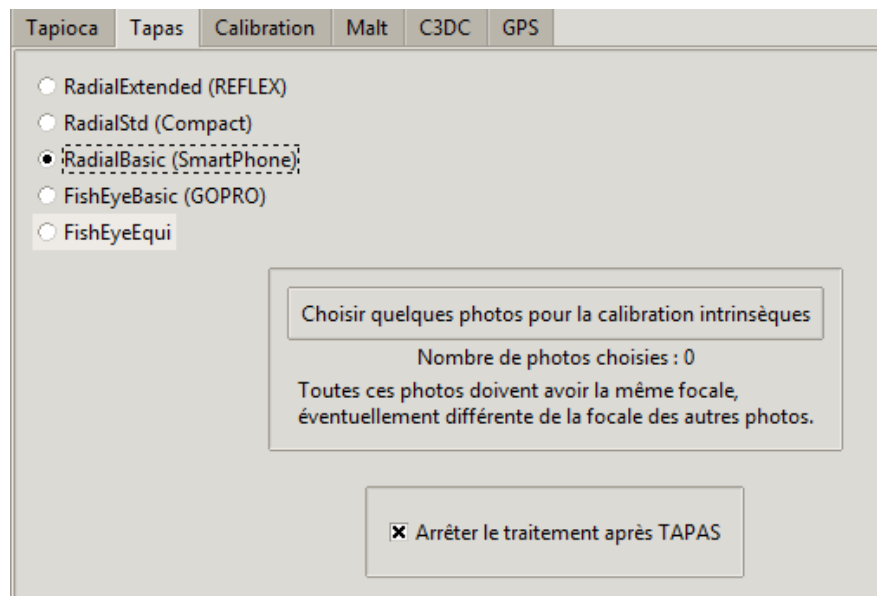 Tapioca Tapas Calibration Malt C3DC GPS
RadialExtended (REFLEX)
RadialStd (Compact)
RadialBasic (SmartPhone)
FishEyeBasic (GOPRO)
FishEyeEqui
Choisir quelques photos pour la calibration intrinsèques
Nombre de photos choisies : 0
Toutes ces photos doivent avoir la même focale,
éventuellement différente de la focale des autres photos.
Arrêter le traitement après TAPAS